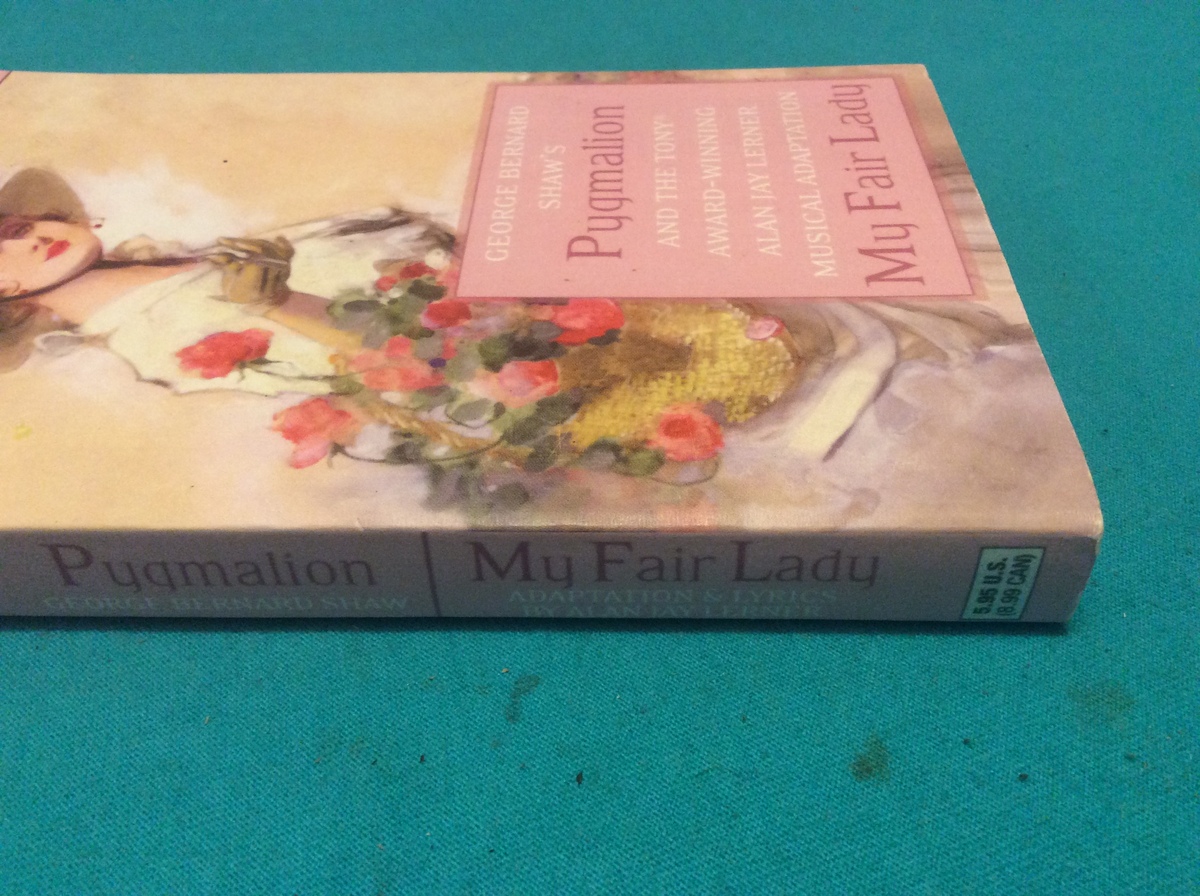 GEORGE BERNARD
SHAW'S
Pygmalion
AND THE TONY®
AWARD-WINNING
ALAN JAY LERNER
MUSICAL ADAPTATION
My Fair Lady
Pygmalion
GEORGE BERNARD SHAW
My Fair Lady
ADAPTATION & LYRICS
BY ALAN JAY LERNER
5.95 U.S.
(8.99 CAN)